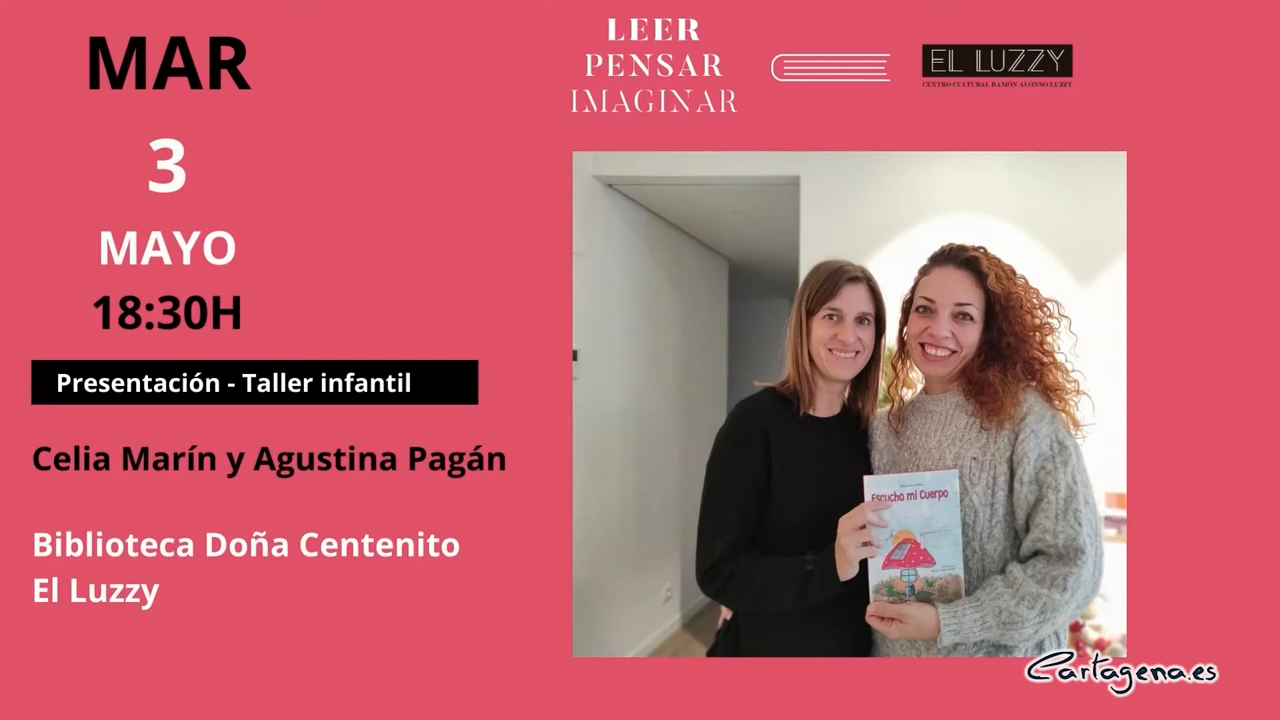 MAR
3
MAYO
18:30H
Presentación - Taller infantil
Celia Marín y Agustina Pagán
Biblioteca Doña Centenito
El Luzzy
LEER
PENSAR
IMAGINAR
EL LUZZY
CENTRO CULTURAL RAMÓN ALONSO LUZZY
Escucho mi Cuerpo
Cartagena.es